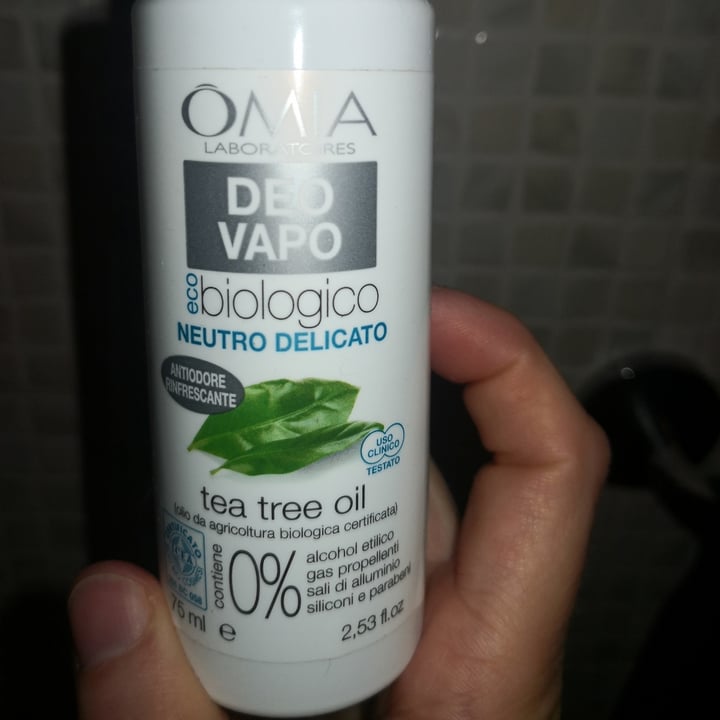 ÔMIA
LABORATOIRES
DEO
VAPO
eco biologico
NEUTRO DELICATO
ANTIODORE
RINFRESCANTE
USO
CLINICO
TESTATO
tea tree oil
(olio da agricoltura biologica certificata)
contiene
0%
alcohol etilico
gas propellenti
sali di alluminio
siliconi e parabeni
75 ml e
2,53 fl.oz